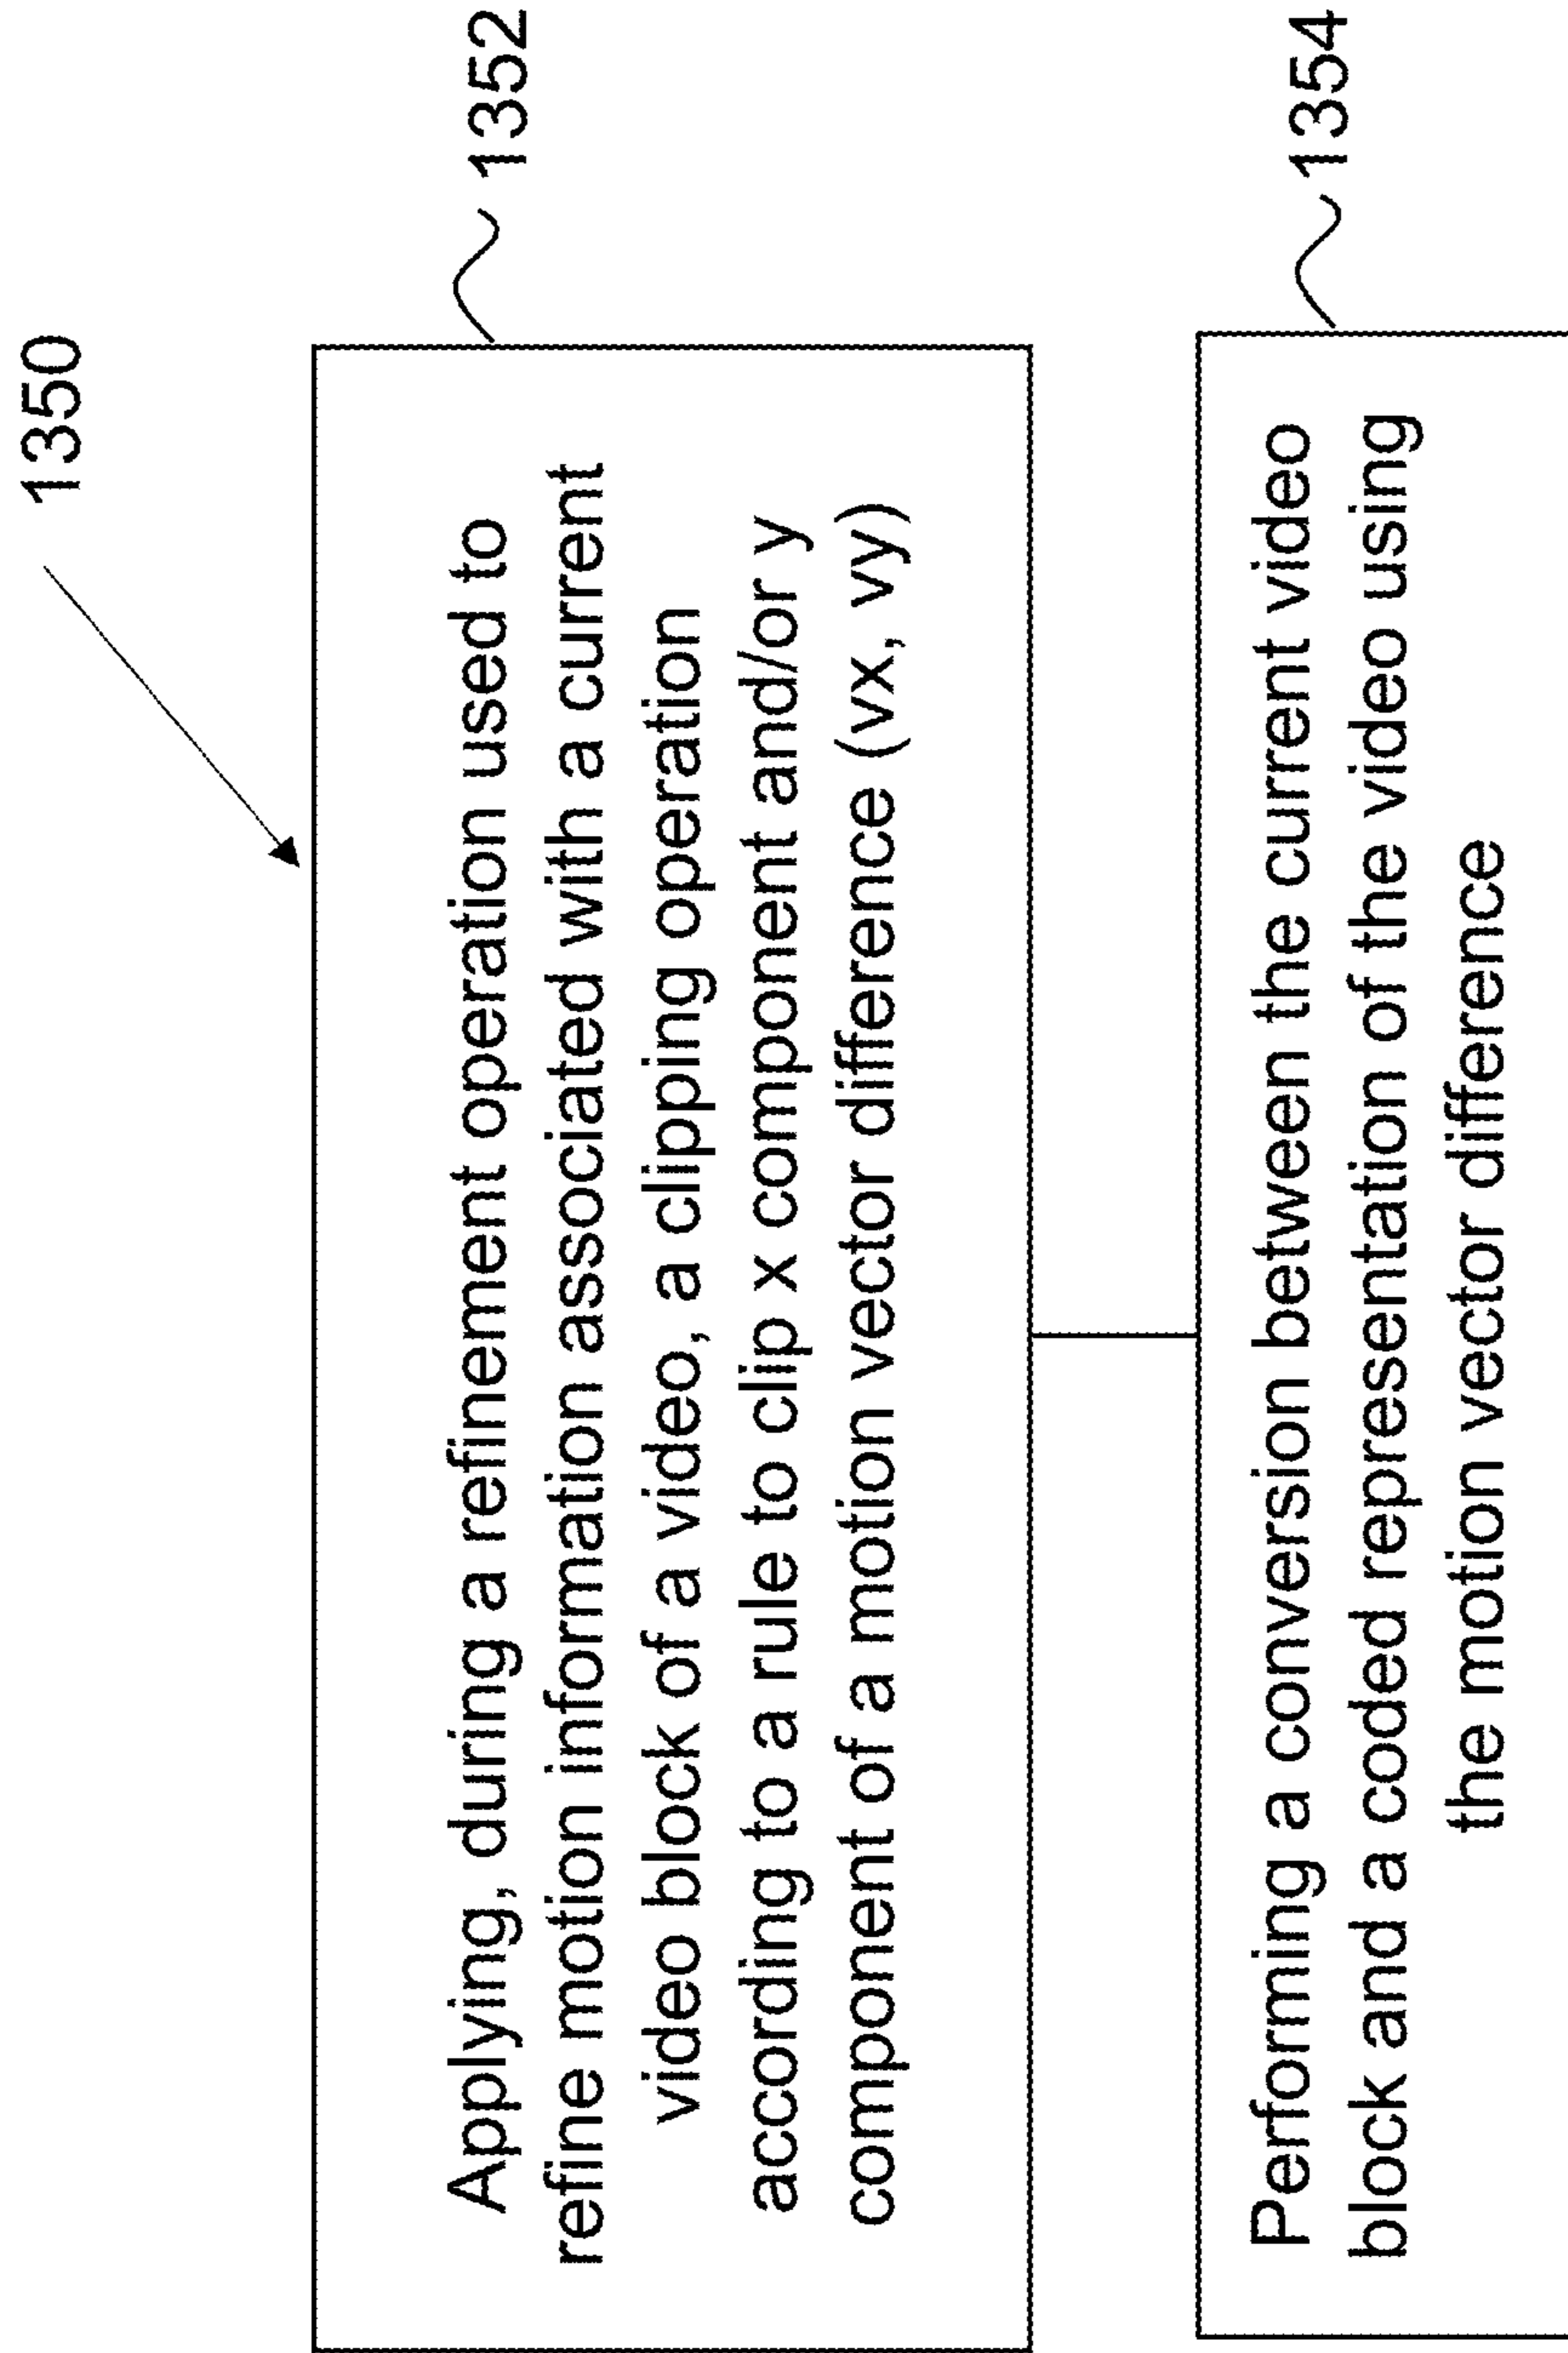 1350
Applying, during a refinement operation used to
refine motion information associated with a current
video block of a video, a clipping operation
according to a rule to clip x component and/or y
component of a motion vector difference (vx, vy)
1352
Performing a conversion between the current video
block and a coded representation of the video using
the motion vector difference
1354